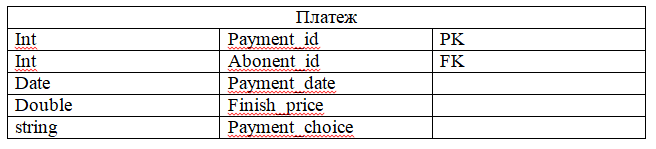 Платеж
Int Payment_id PK
Int Abonent_id FK
Date Payment_date
Double Finish_price
string Payment_choice